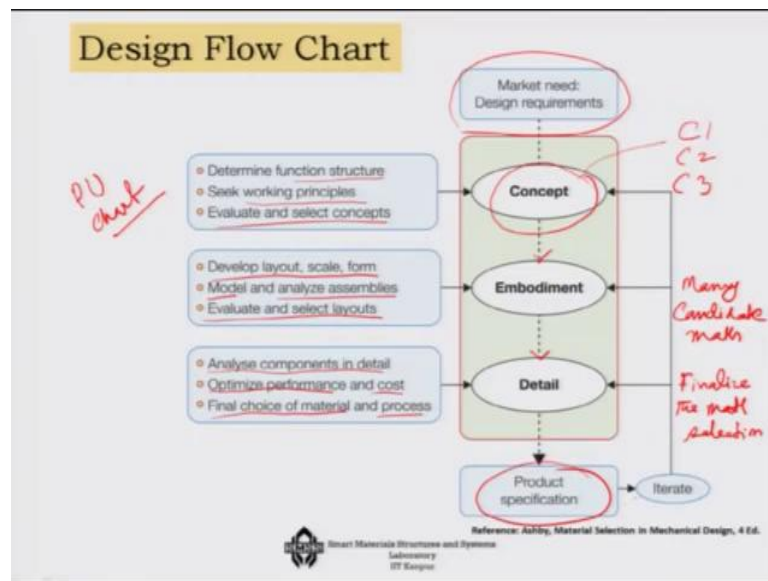 Design Flow Chart
Market need:
Design requirements
C1
C2
C3
PU
chart
Determine function structure
Seek working principles
Evaluate and select concepts
Concept
Develop layout, scale, form
Model and analyze assemblies
Evaluate and select layouts
Embodiment
Many
Candidate
Analyse components in detail
Optimize performance and cost
Final choice of material and process
Detail
Finalize
the
selection
Product
specification
Iterate
Reference: Ashby, Material Selection in Mechanical Design, 4 Ed.
Smart Materials Structures and Systems
Laboratory
IIT Kanpur